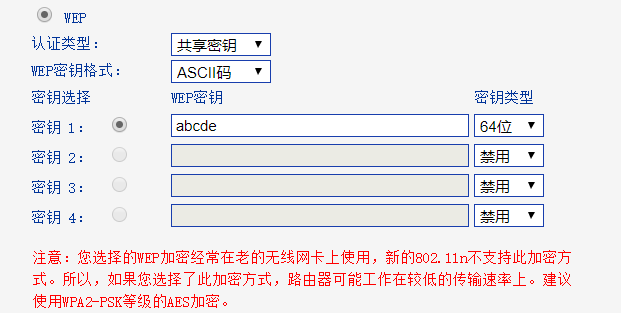 WEP
认证类型： 共享密钥
WEP密钥格式： ASCII码
密钥选择 WEP密钥 密钥类型
密钥 1： abcde 64位
密钥 2： 禁用
密钥 3： 禁用
密钥 4： 禁用
注意：您选择的WEP加密经常在老的无线网卡上使用，新的802.11n不支持此加密方
式。所以，如果您选择了此加密方式，路由器可能工作在较低的传输速率上。建议
使用WPA2-PSK等级的AES加密。